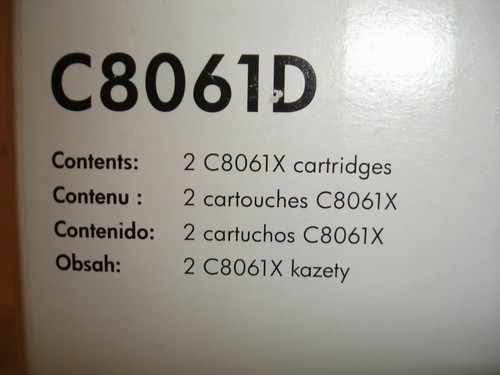 C8061D
Contents: 2 C8061X cartridges
Contenu : 2 cartouches C8061X
Contenido: 2 cartuchos C8061X
Obsah: 2 C8061X kazety